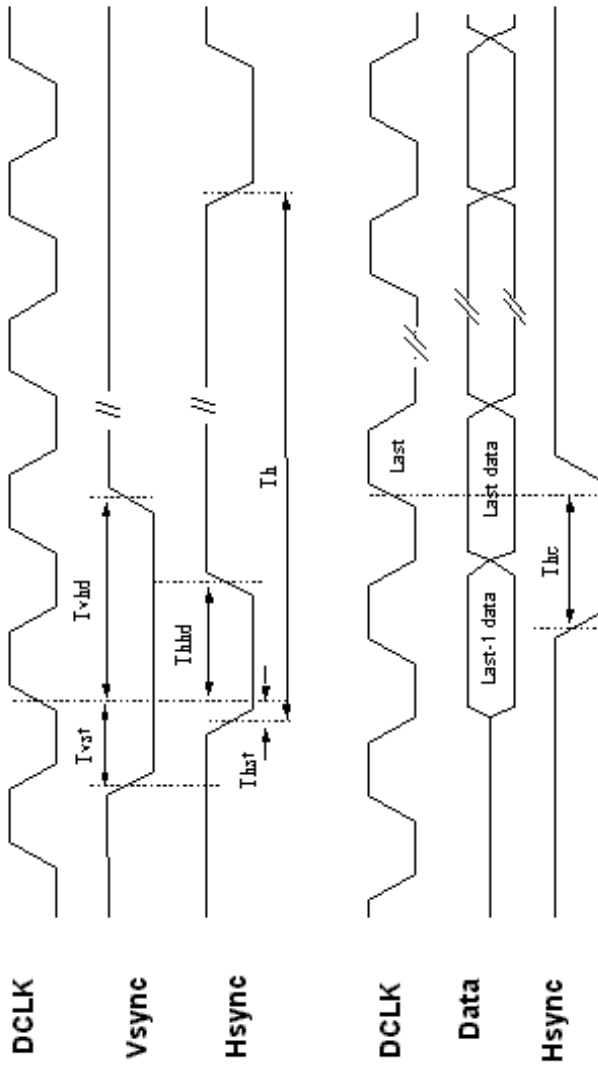 DCLK
Tvst
Tvhd
Vsync
Thhd
Hsync
Thst
Th
DCLK
Last
Data
Last-1 data
Last data
Thc
Hsync